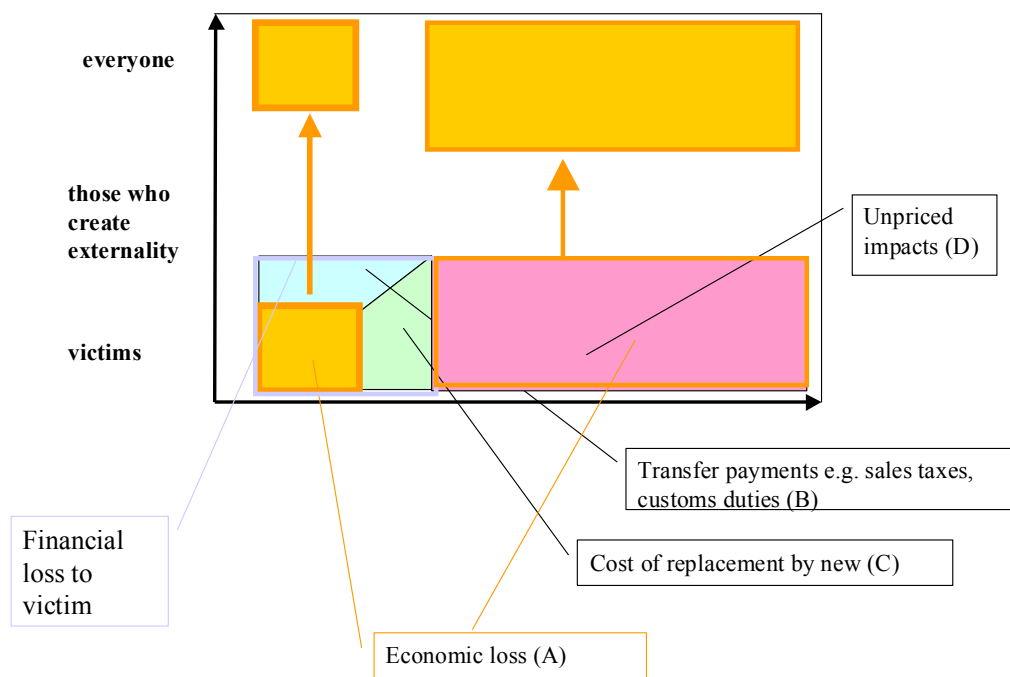 everyone
those who
create
externality
victims
Unpriced
impacts (D)
Transfer payments e.g. sales taxes,
customs duties (B)
Cost of replacement by new (C)
Financial
loss to
victim
Economic loss (A)